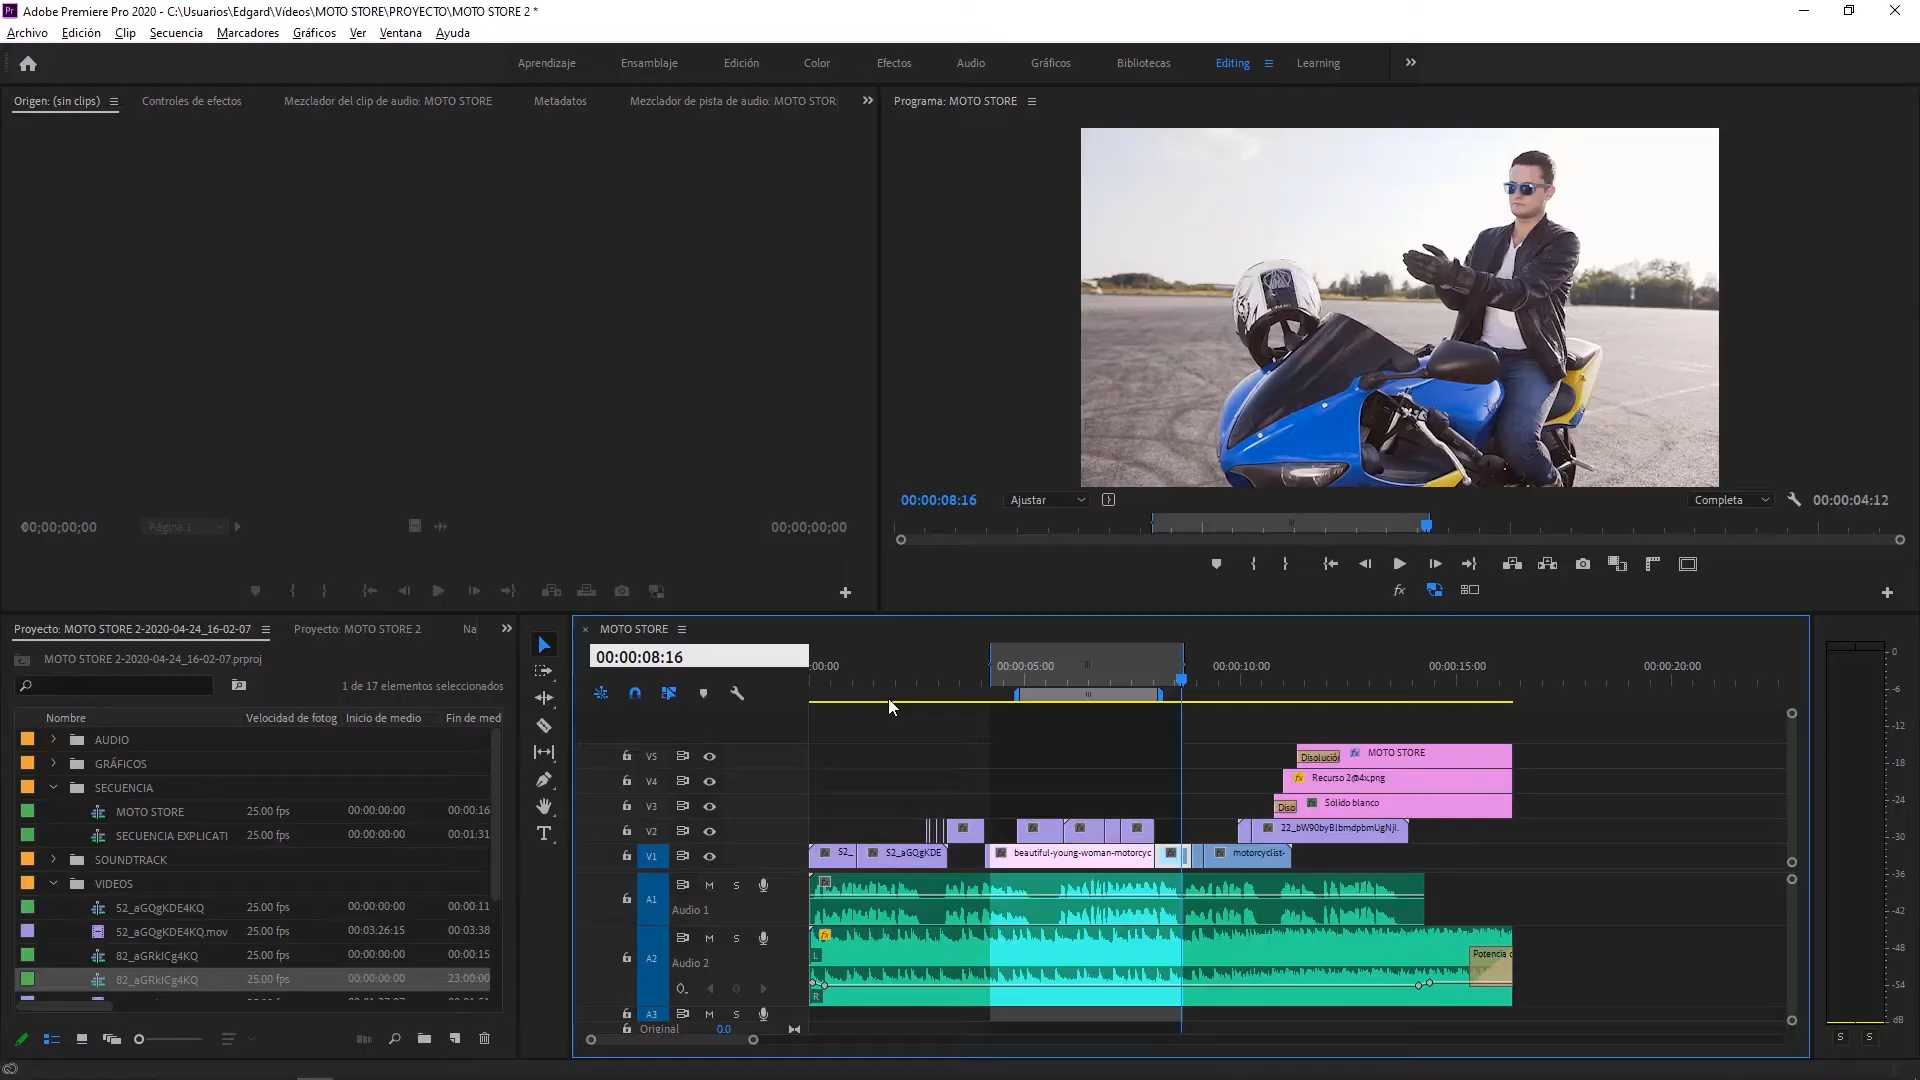 Adobe Premiere Pro 2020 - C:\Usuarios\Edgard\Vídeos\MOTO STORE\PROYECTO\MOTO STORE 2 *
Archivo Edición Clip Secuencia Marcadores Gráficos Ver Ventana Ayuda
Aprendizaje Ensamblaje Edición Color Efectos Audio Gráficos Bibliotecas Editing Learning
Origen: (sin clips) Controles de efectos Mezclador del clip de audio: MOTO STORE Metadatos Mezclador de pista de audio: MOTO STOR
Programa: MOTO STORE
00:00:08:16 Ajustar Completa 00:00:04:12
00;00;00;00 Página 1 00;00;00;00
Proyecto: MOTO STORE 2-2020-04-24_16-02-07 Proyecto: MOTO STORE 2 Na
MOTO STORE 2-2020-04-24_16-02-07.prproj
1 de 17 elementos seleccionados
Nombre Velocidad de fotog Inicio de medio Fin de med
AUDIO
GRÁFICOS
SECUENCIA
MOTO STORE 25.00 fps 00:00:00:00 00:00:16
SECUENCIA EXPLICATI 25.00 fps 00:00:00:00 00:01:31
SOUNDTRACK
VIDEOS
52_aGQgKDE4KQ 25.00 fps 00:00:00:00 00:00:11
52_aGQgKDE4KQ.mov 25.00 fps 00:03:26:15 00:03:38
82_aGRkICg4KQ 25.00 fps 00:00:00:00 00:00:15
82_aGRkICg4KQ 25.00 fps 00:00:00:00 23:00:00
MOTO STORE
00:00:08:16
:00:00 00:00:05:00 00:00:10:00 00:00:15:00 00:00:20:00
V5 Disolució MOTO STORE
V4 Recurso 2@4x.png
V3 Diso Sólido blanco
V2 22_bW90byBlbmdpbmUgNjI.
V1 52_ 52_aGQgKDE beautiful-young-woman-motorcyc motorcyclist-
A1 M S
Audio 1
A2 M S
Audio 2
L
R
Potencia c
A3 M S
Original 0.0
0
-6
-12
-18
-24
-30
-36
-42
-48
-54
dB
S S